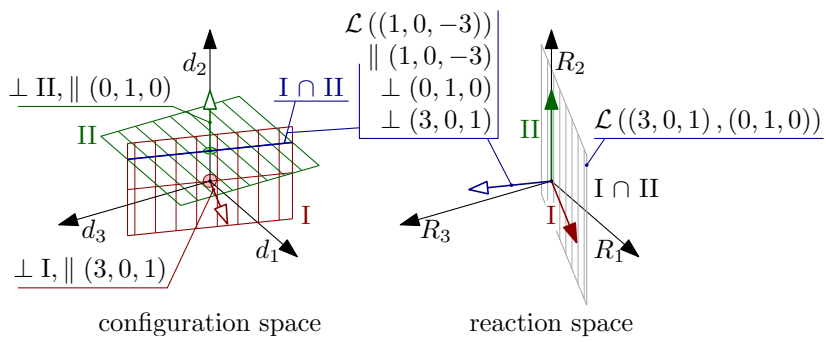 ℒ((1, 0, −3))
∥ (1, 0, −3)
⊥ (0, 1, 0)
⊥ (3, 0, 1)
d₂
⊥ II, ∥ (0, 1, 0)
I ∩ II
II
I
d₃
d₁
⊥ I, ∥ (3, 0, 1)
configuration space
R₂
II
ℒ((3, 0, 1) , (0, 1, 0))
I ∩ II
I
R₃
R₁
reaction space